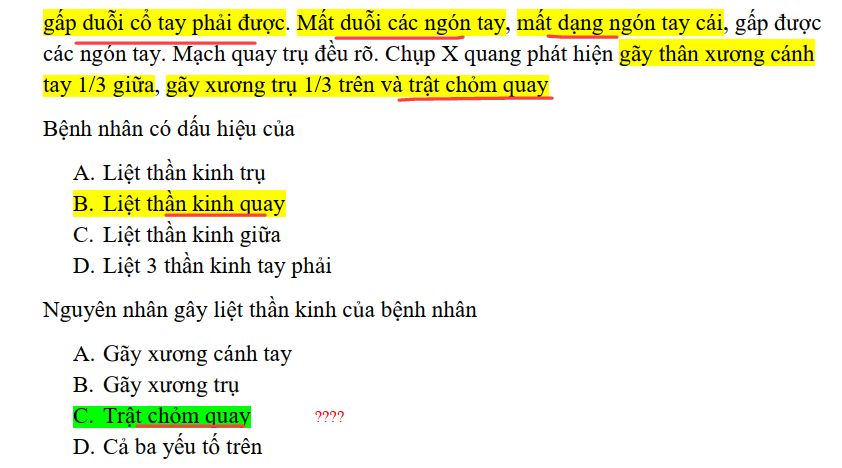 gấp duỗi cổ tay phải được. Mất duỗi các ngón tay, mất dạng ngón tay cái, gấp được
các ngón tay. Mạch quay trụ đều rõ. Chụp X quang phát hiện gãy thân xương cánh
tay 1/3 giữa, gãy xương trụ 1/3 trên và trật chỏm quay
Bệnh nhân có dấu hiệu của
A. Liệt thần kinh trụ
B. Liệt thần kinh quay
C. Liệt thần kinh giữa
D. Liệt 3 thần kinh tay phải
Nguyên nhân gây liệt thần kinh của bệnh nhân
A. Gãy xương cánh tay
B. Gãy xương trụ
C. Trật chỏm quay ????
D. Cả ba yếu tố trên